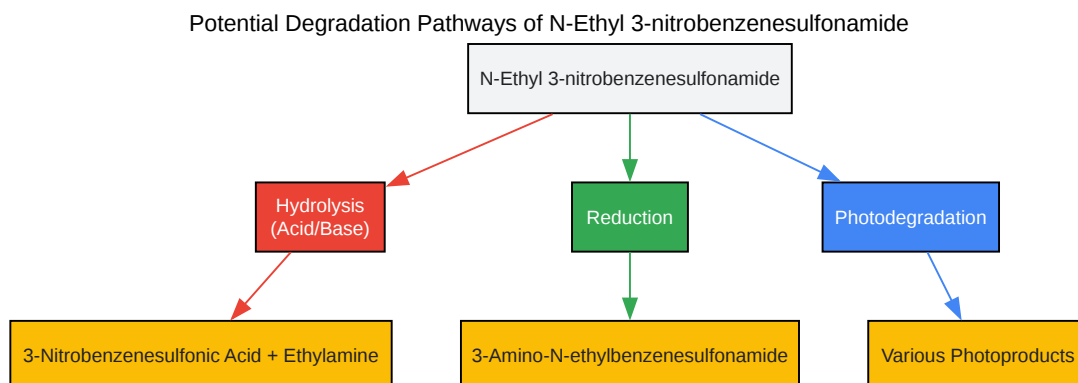 Potential Degradation Pathways of N-Ethyl 3-nitrobenzenesulfonamide
N-Ethyl 3-nitrobenzenesulfonamide
Hydrolysis
(Acid/Base)
Reduction
Photodegradation
3-Nitrobenzenesulfonic Acid + Ethylamine
3-Amino-N-ethylbenzenesulfonamide
Various Photoproducts